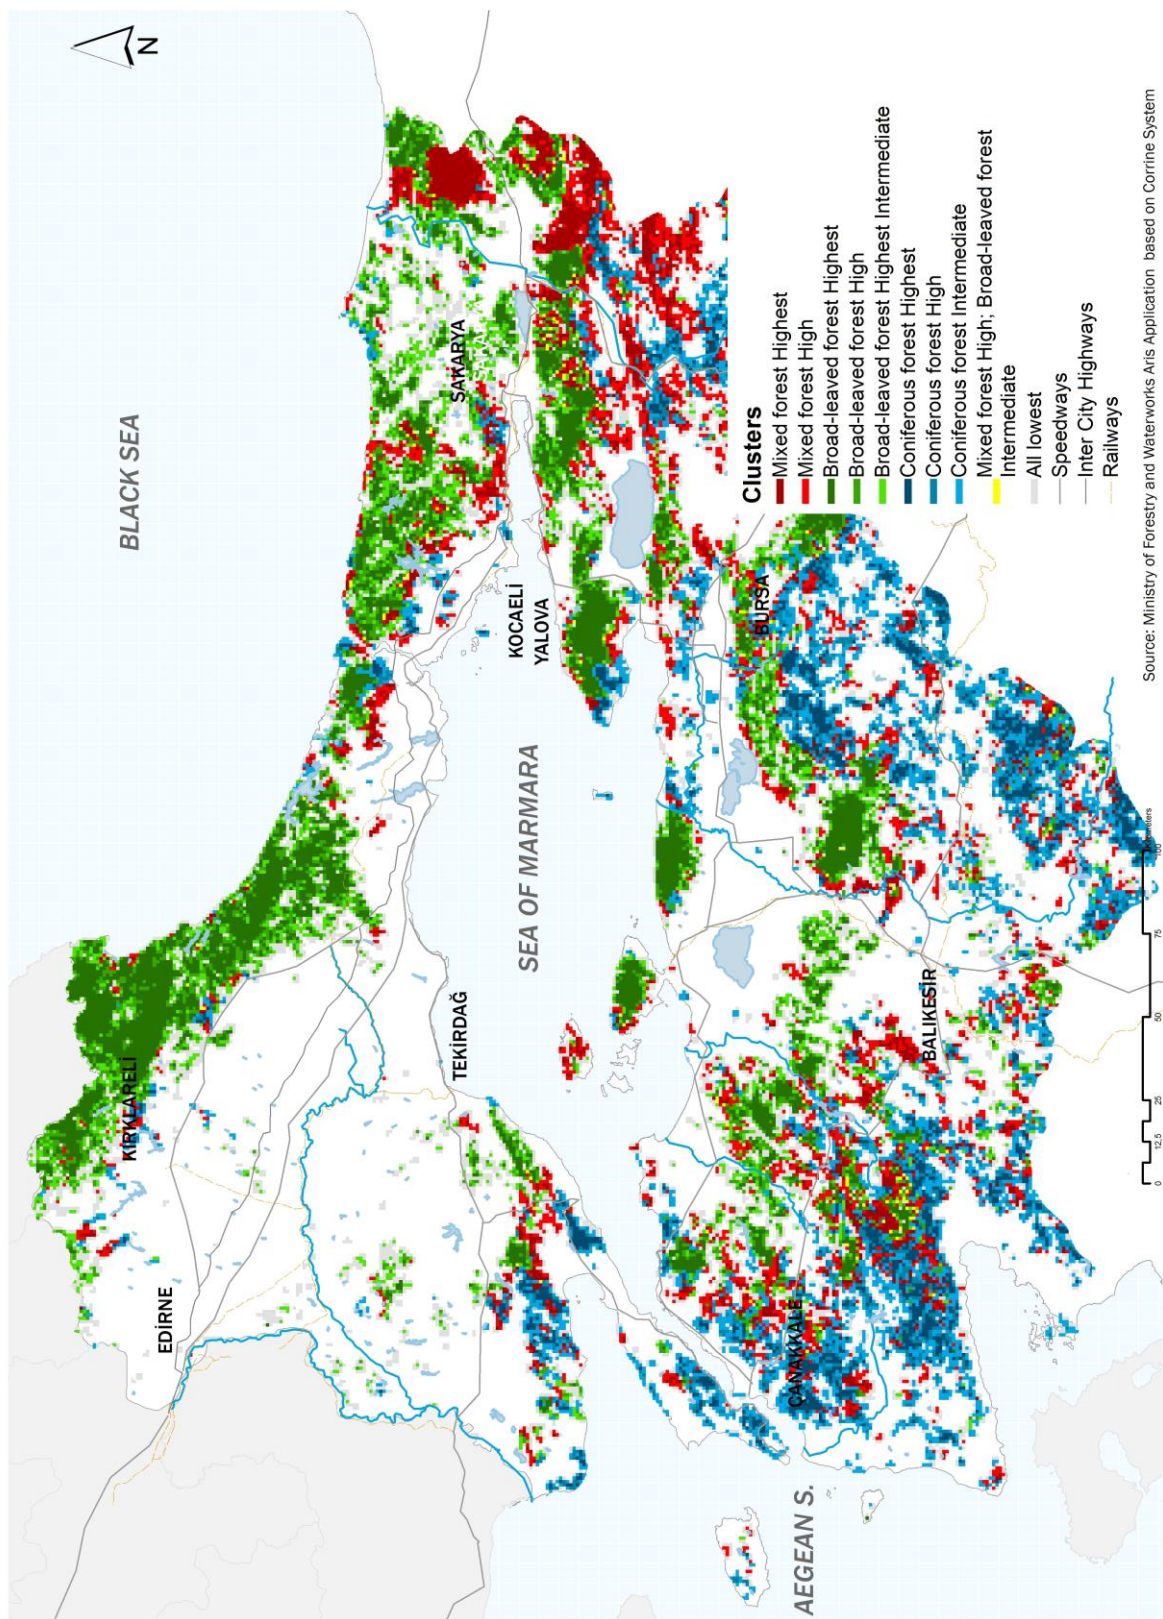 N
BLACK SEA
KIRKLARELİ
EDİRNE
TEKİRDAĞ
SAKARYA
KOCAELİ
YALOVA
SEA OF MARMARA
BURSA
ÇANAKKALE
BALIKESİR
AEGEAN S.
Clusters
Mixed forest Highest
Mixed forest High
Broad-leaved forest Highest
Broad-leaved forest High
Broad-leaved forest Highest Intermediate
Coniferous forest Highest
Coniferous forest High
Coniferous forest Intermediate
Mixed forest High; Broad-leaved forest
Intermediate
All lowest
Speedways
Inter City Highways
Railways
0 12,5 25 50 75 100
Source: Ministry of Forestry and Waterworks Aris Application based on Corrine System